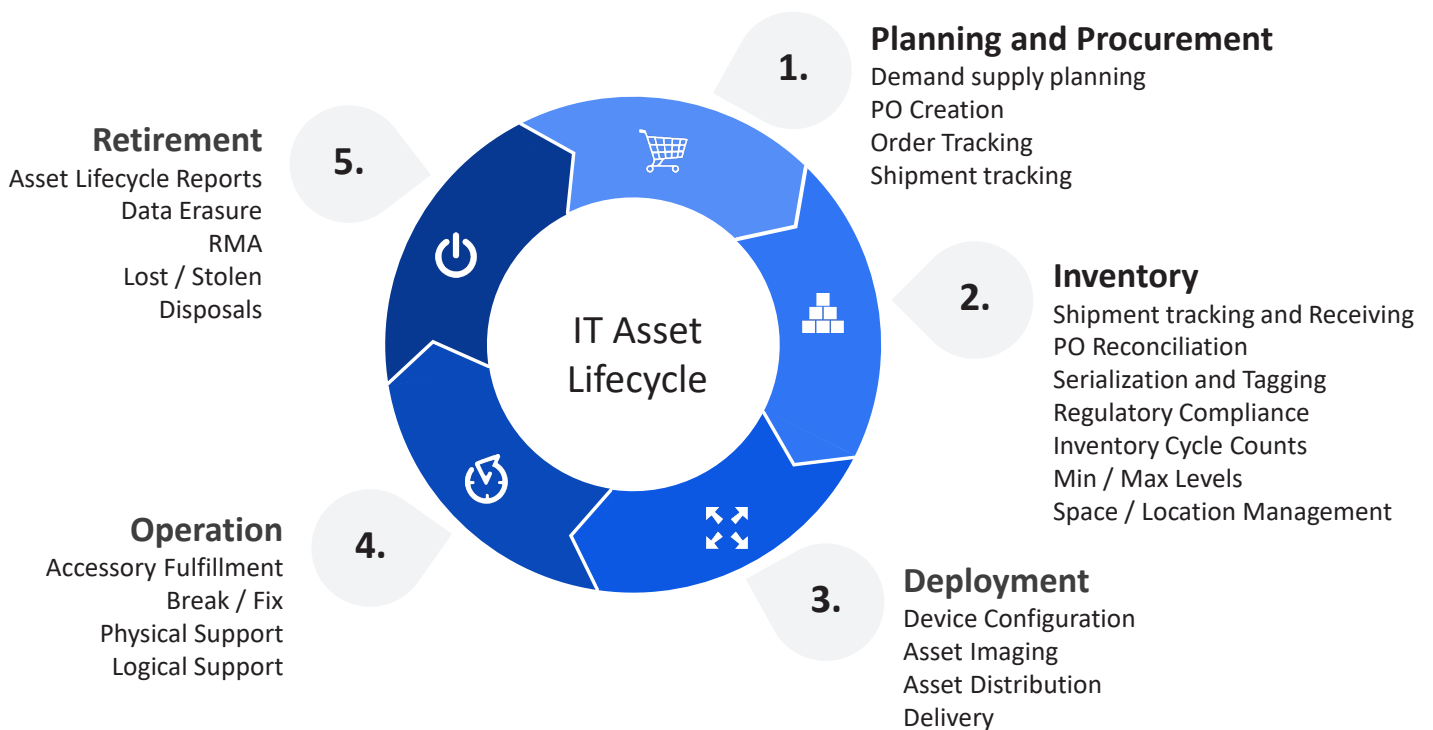 1.
Planning and Procurement
Demand supply planning
PO Creation
Order Tracking
Shipment tracking
2.
Inventory
Shipment tracking and Receiving
PO Reconciliation
Serialization and Tagging
Regulatory Compliance
Inventory Cycle Counts
Min / Max Levels
Space / Location Management
3.
Deployment
Device Configuration
Asset Imaging
Asset Distribution
Delivery
4.
Operation
Accessory Fulfillment
Break / Fix
Physical Support
Logical Support
5.
Retirement
Asset Lifecycle Reports
Data Erasure
RMA
Lost / Stolen
Disposals
IT Asset
Lifecycle